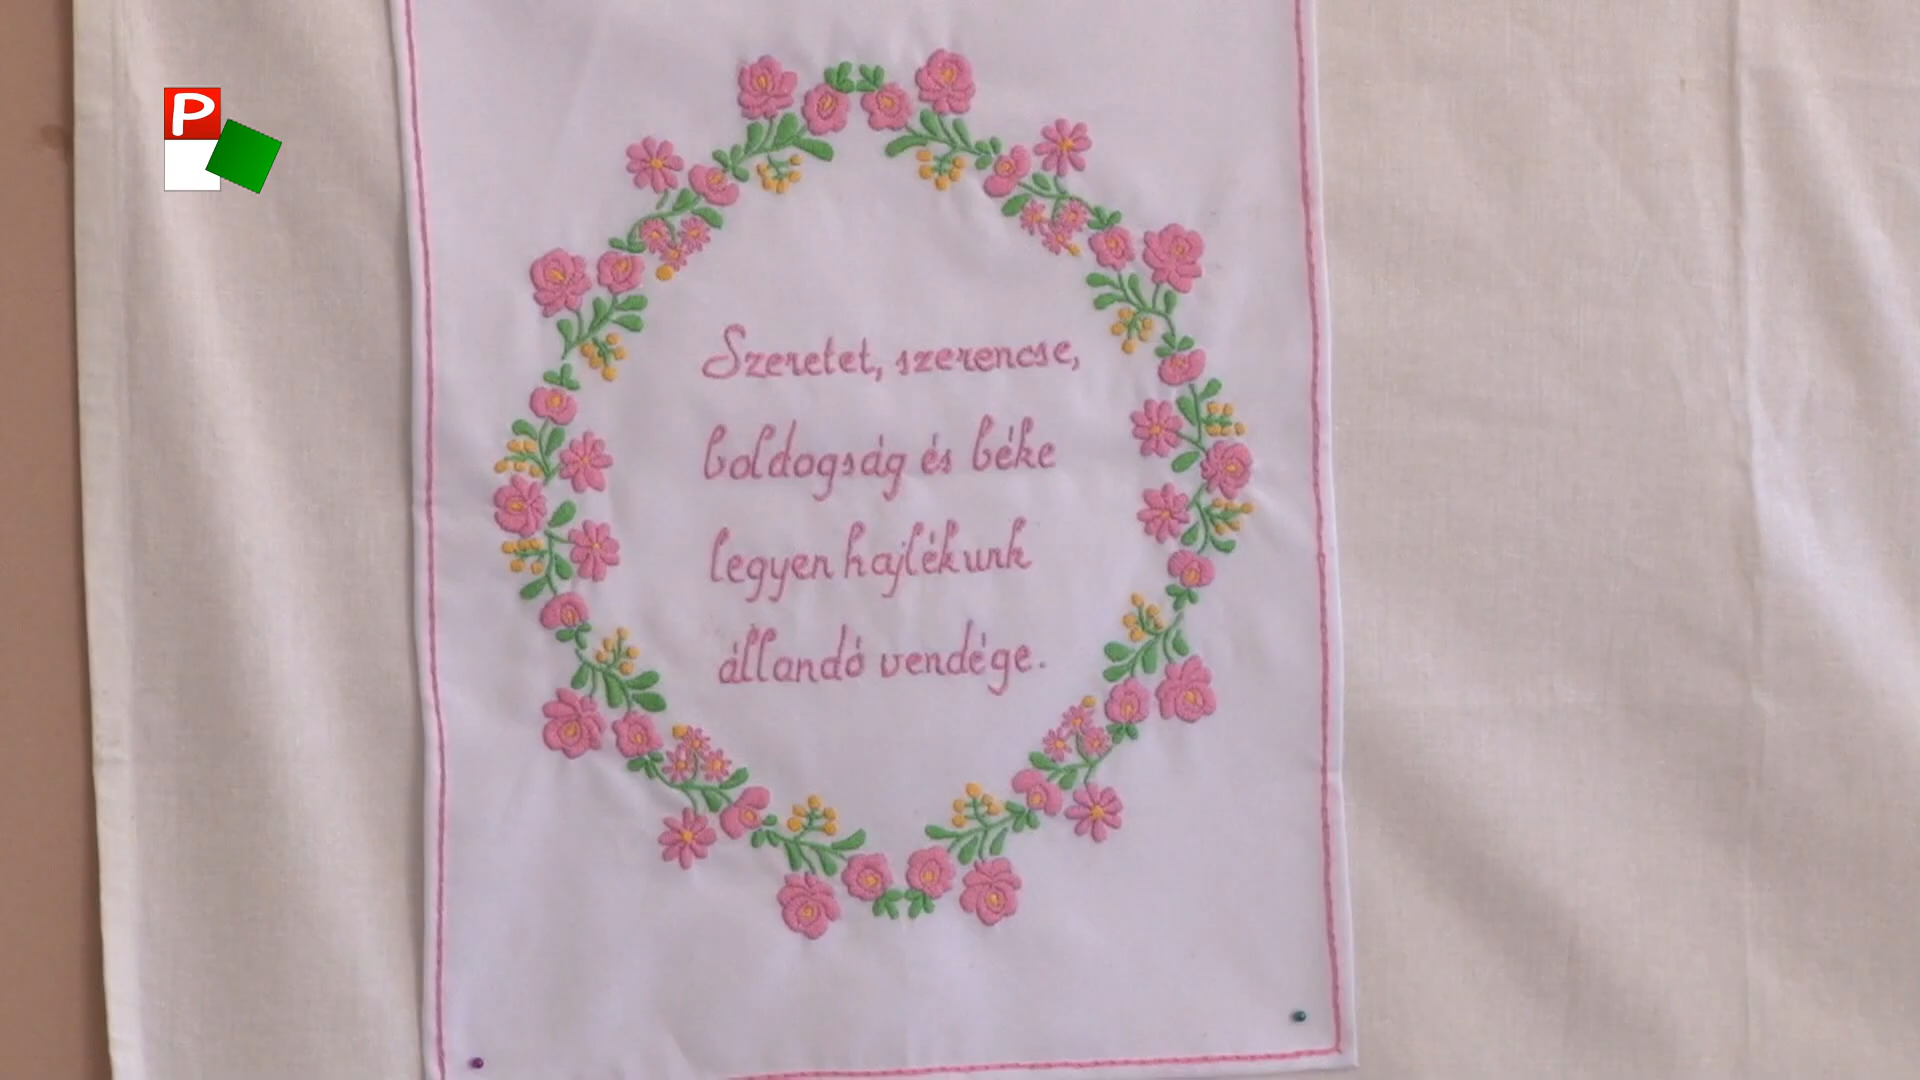 P
Szeretet, szerencse,
boldogság és béke
legyen hajlékunk
állandó vendége.